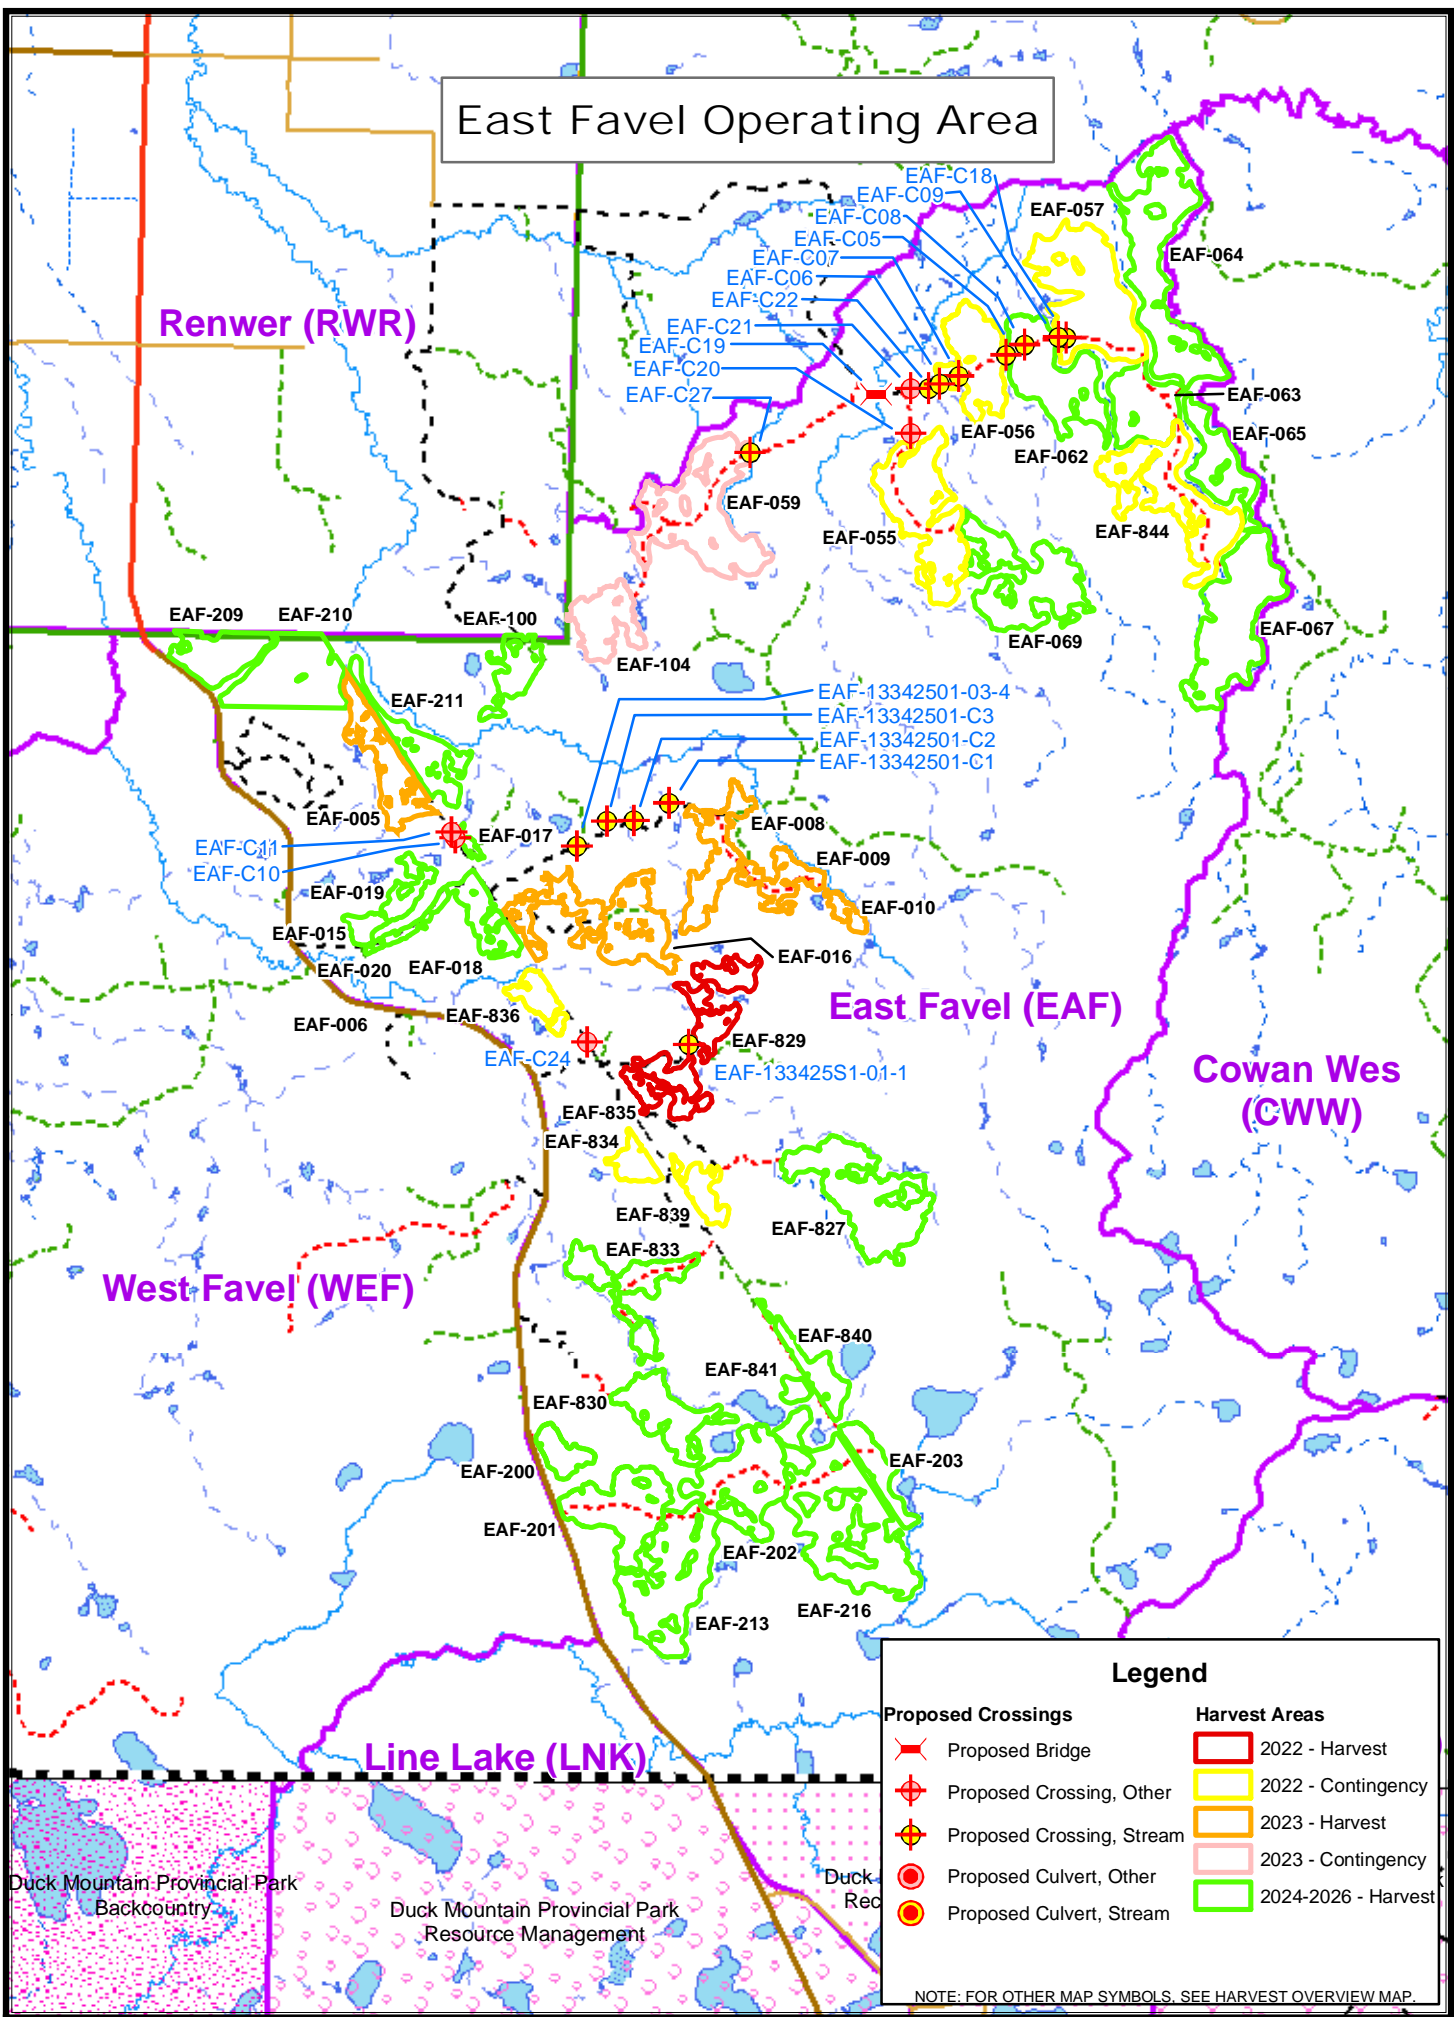 East Favel Operating Area
EAF-C18
EAF-C09
EAF-C08
EAF-C05
EAF-C07
EAF-C06
EAF-C22
EAF-C21
EAF-C19
EAF-C20
EAF-C27
EAF-057
EAF-064
Renwer (RWR)
EAF-063
EAF-065
EAF-056
EAF-062
EAF-059
EAF-055
EAF-844
EAF-209
EAF-210
EAF-100
EAF-069
EAF-067
EAF-104
EAF-211
EAF-13342501-03-4
EAF-13342501-C3
EAF-13342501-C2
EAF-13342501-C1
EAF-005
EAF-017
EAF-008
EAF-C11
EAF-C10
EAF-009
EAF-019
EAF-010
EAF-015
EAF-016
EAF-020
EAF-018
EAF-006
EAF-836
East Favel (EAF)
EAF-829
EAF-C24
EAF-133425S1-01-1
Cowan Wes
(CWW)
EAF-835
EAF-834
EAF-839
EAF-827
EAF-833
West Favel (WEF)
EAF-840
EAF-841
EAF-830
EAF-203
EAF-200
EAF-201
EAF-202
EAF-216
EAF-213
Line Lake (LNK)
Duck Mountain Provincial Park
Backcountry
Duck Mountain Provincial Park
Resource Management
Duck
Rec
Legend
Proposed Crossings
Proposed Bridge
Proposed Crossing, Other
Proposed Crossing, Stream
Proposed Culvert, Other
Proposed Culvert, Stream
Harvest Areas
2022 - Harvest
2022 - Contingency
2023 - Harvest
2023 - Contingency
2024-2026 - Harvest
NOTE: FOR OTHER MAP SYMBOLS, SEE HARVEST OVERVIEW MAP.